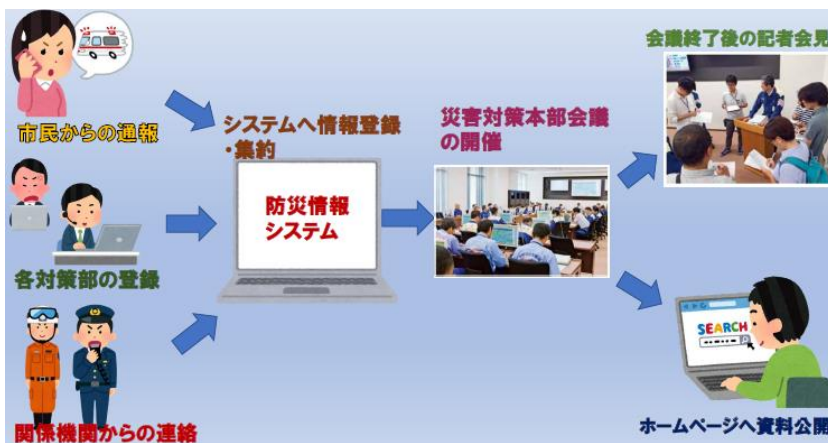 市民からの通報
各対策部の登録
関係機関からの連絡
システムへ情報登録
・集約
防災情報
システム
災害対策本部会議
の開催
会議終了後の記者会見
SEARCH
ホームページへ資料公開